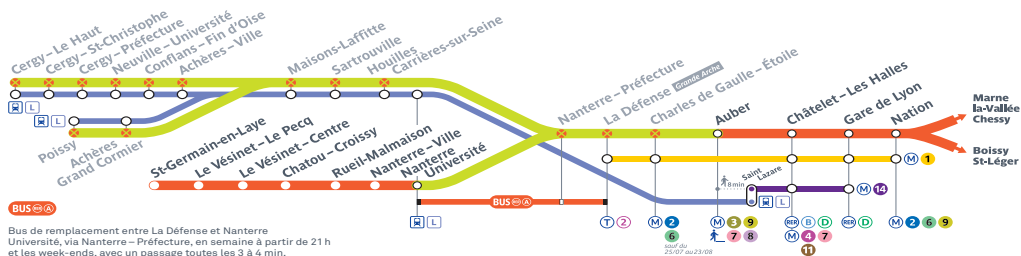 Cergy – Le Haut
Cergy – St-Christophe
Cergy – Préfecture
Neuville – Université
Conflans – Fin d'Oise
Achères – Ville
Maisons-Laffitte
Sartrouville
Houilles
Carrières-sur-Seine
L
L
Poissy
Achères
Grand Cormier
St-Germain-en-Laye
Le Vésinet – Le Pecq
Le Vésinet – Centre
Chatou – Croissy
Rueil-Malmaison
Nanterre – Ville
Nanterre
Université
Nanterre – Préfecture
La Défense Grande Arche
Charles de Gaulle – Étoile
Auber
Châtelet – Les Halles
Gare de Lyon
Nation
Marne
la-Vallée
Chessy
Boissy
St-Léger
M 1
8 min
Saint
Lazare
L
M 14
BUS A
L
T 2
M 2
6
sauf du
25/07 au 23/08
M 3 9
7 8
RER B D
M 4 7
11
RER D
M 2 6 9
BUS A
Bus de remplacement entre La Défense et Nanterre
Université, via Nanterre – Préfecture, en semaine à partir de 21 h
et les week-ends, avec un passage toutes les 3 à 4 min.